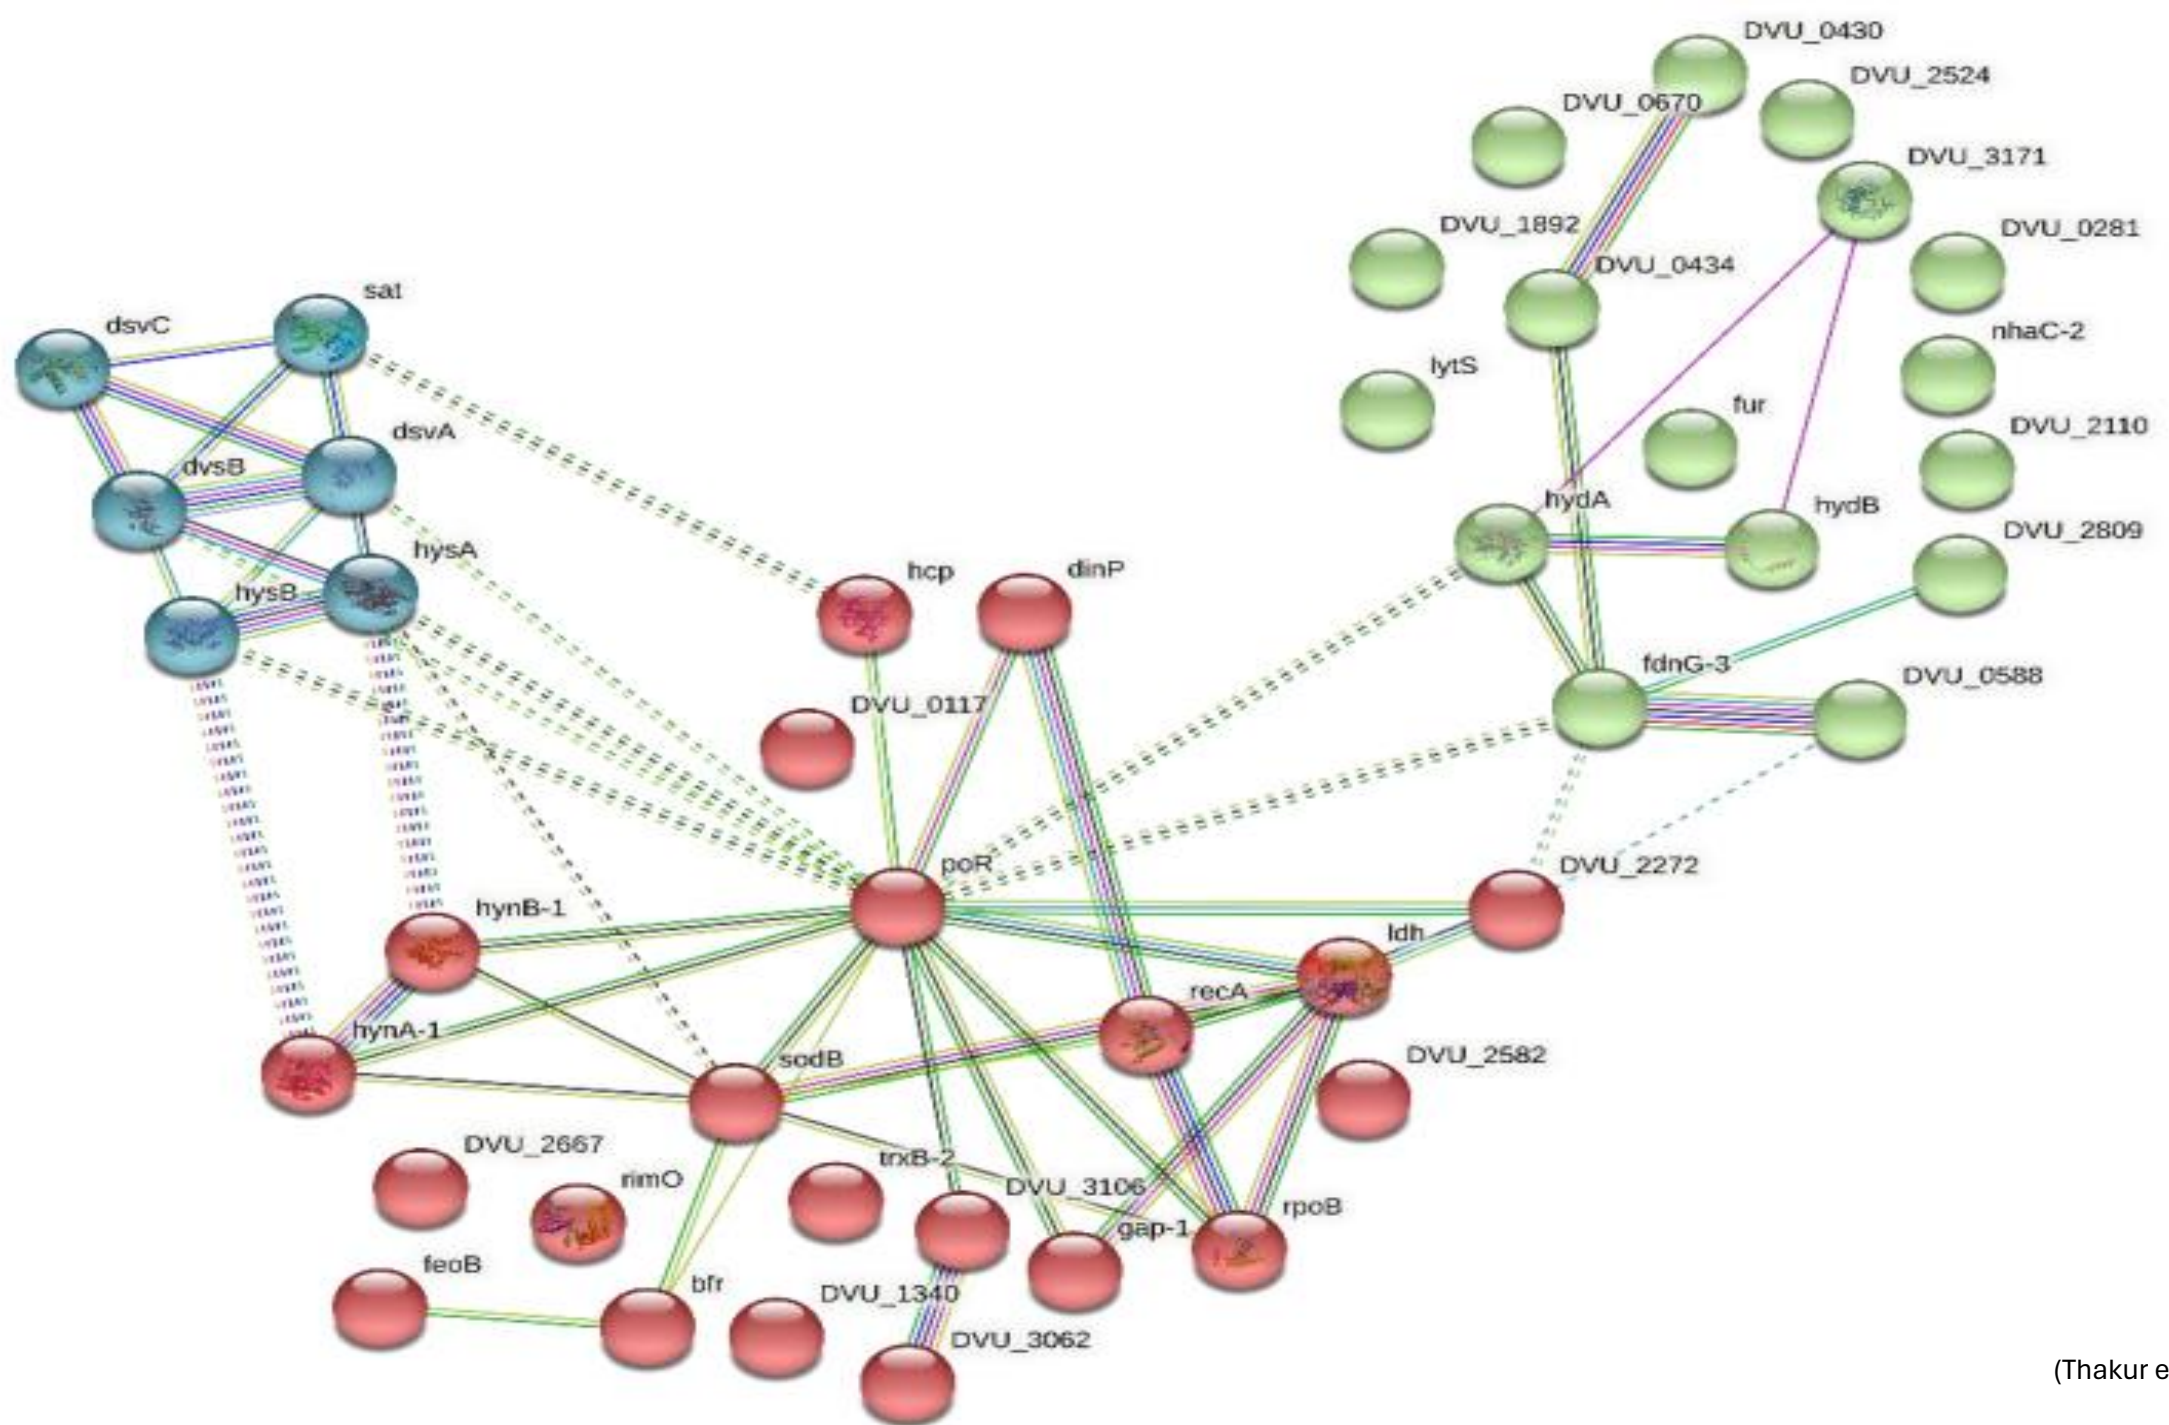 DVU_0430
DVU_2524
DVU_0670
DVU_3171
DVU_1892
DVU_0281
DVU_0434
sat
dsvC
nhaC-2
lytS
fur
DVU_2110
dsvA
dvsB
hydA
hydB
DVU_2809
hysA
hcp
dinP
hysB
fdnG-3
DVU_0588
DVU_0117
poR
DVU_2272
hynB-1
ldh
recA
hynA-1
sodB
DVU_2582
DVU_2667
trxB-2
rimO
DVU_3106
rpoB
gap-1
feoB
bfr
DVU_1340
DVU_3062
(Thakur e